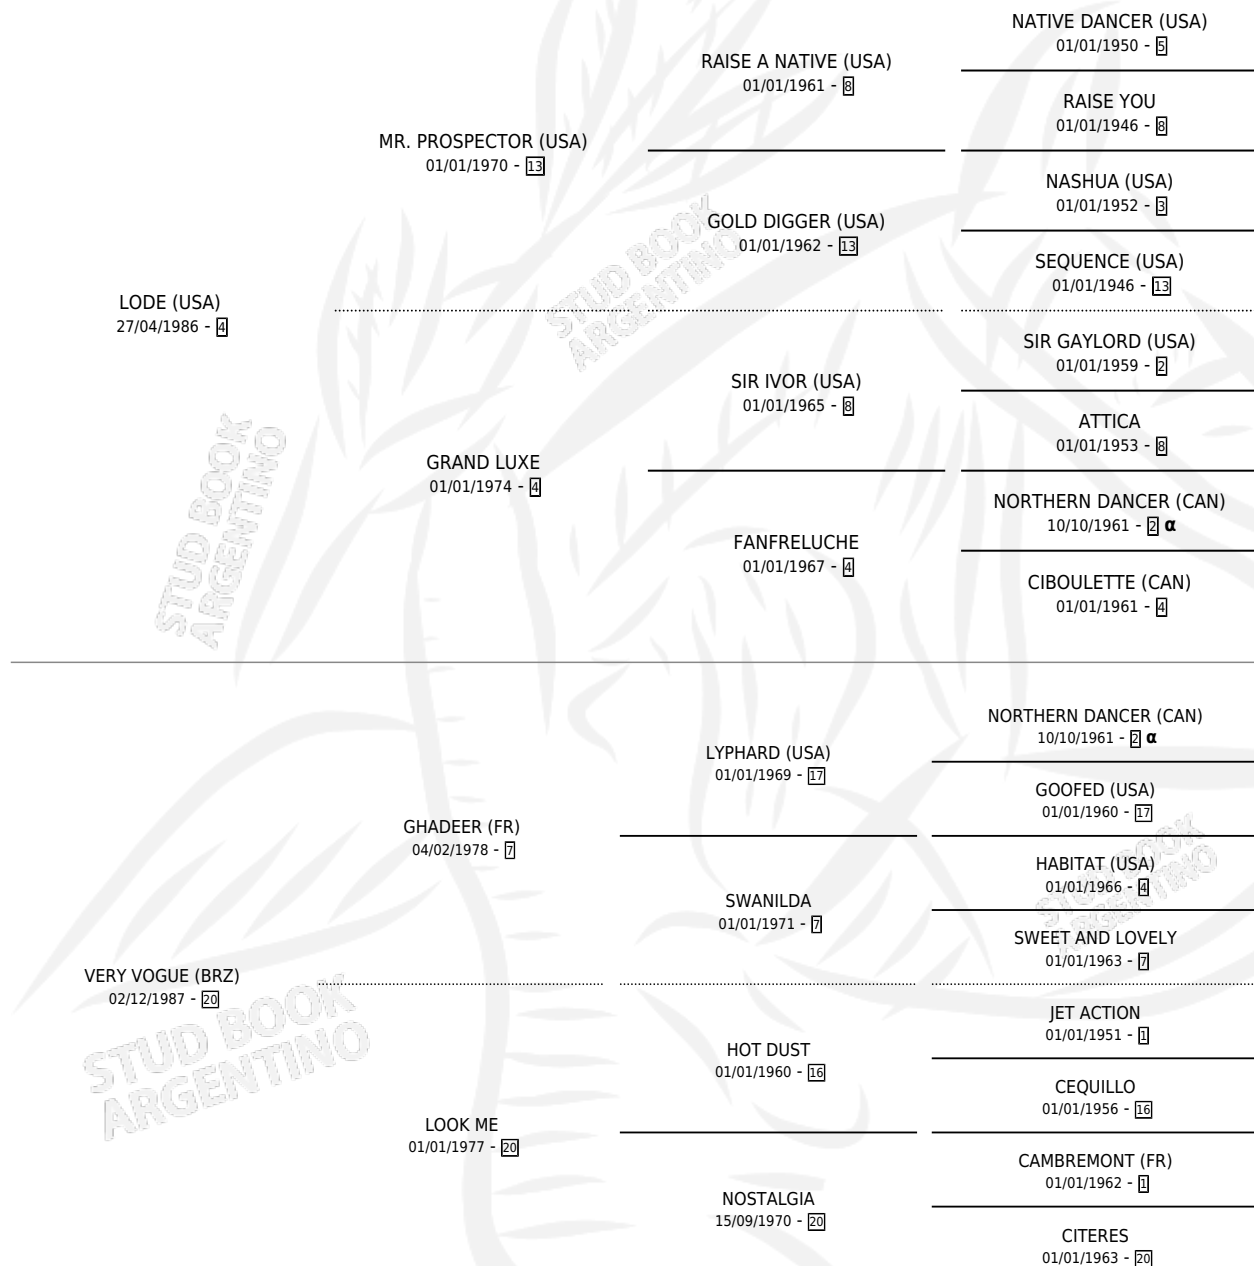 NATIVE DANCER (USA)
01/01/1950 - 5
RAISE A NATIVE (USA)
01/01/1961 - 8
RAISE YOU
01/01/1946 - 8
MR. PROSPECTOR (USA)
01/01/1970 - 13
NASHUA (USA)
01/01/1952 - 3
GOLD DIGGER (USA)
01/01/1962 - 13
SEQUENCE (USA)
01/01/1946 - 13
LODE (USA)
27/04/1986 - 4
SIR GAYLORD (USA)
01/01/1959 - 2
SIR IVOR (USA)
01/01/1965 - 8
ATTICA
01/01/1953 - 8
GRAND LUXE
01/01/1974 - 4
NORTHERN DANCER (CAN)
10/10/1961 - 2 α
FANFRELUCHE
01/01/1967 - 4
CIBOULETTE (CAN)
01/01/1961 - 4
NORTHERN DANCER (CAN)
10/10/1961 - 2 α
LYPHARD (USA)
01/01/1969 - 17
GOOFED (USA)
01/01/1960 - 17
GHADEER (FR)
04/02/1978 - 7
HABITAT (USA)
01/01/1966 - 4
SWANILDA
01/01/1971 - 7
SWEET AND LOVELY
01/01/1963 - 7
VERY VOGUE (BRZ)
02/12/1987 - 20
JET ACTION
01/01/1951 - 1
HOT DUST
01/01/1960 - 16
CEQUILLO
01/01/1956 - 16
LOOK ME
01/01/1977 - 20
CAMBREMONT (FR)
01/01/1962 - 1
NOSTALGIA
15/09/1970 - 20
CITERES
01/01/1963 - 20
STUD BOOK
ARGENTINO
STUD BOOK
ARGENTINO
STUD BOOK
ARGENTINO
STUD BOOK
ARGENTINO